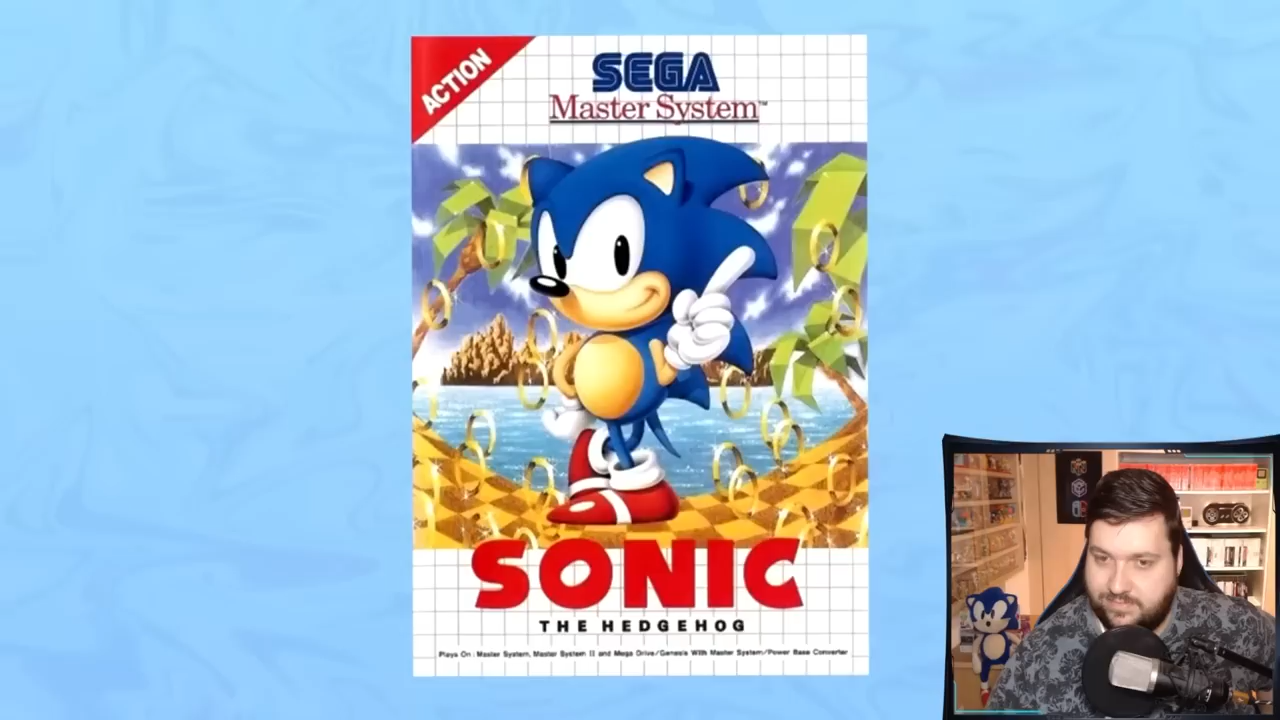 ACTION
SEGA
Master System™
SONIC
THE HEDGEHOG
Plays On : Master System, Master System II and Mega Drive/Genesis With Master System/Power Base Converter